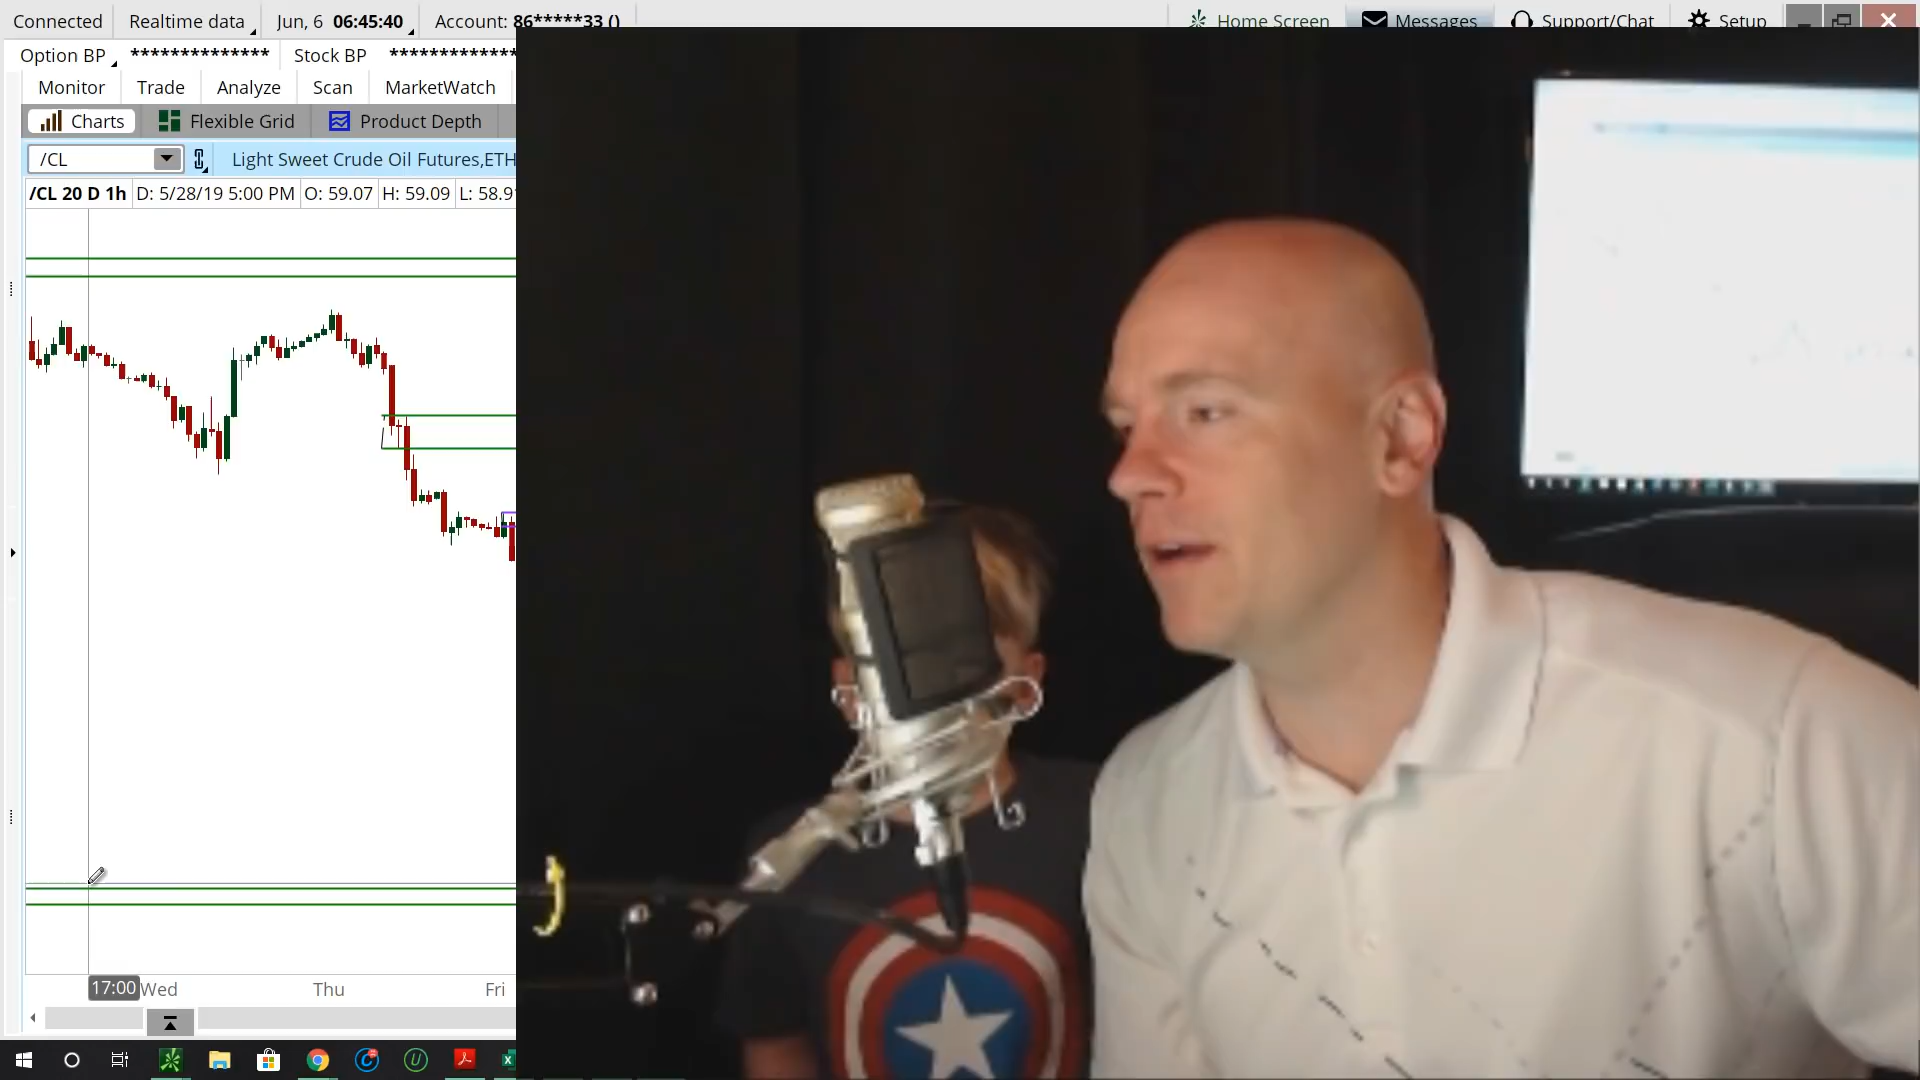 Connected Realtime data Jun, 6 06:45:40 Account: 86*****33 () Home Screen Messages Support/Chat Setup
Option BP ************** Stock BP *************
Monitor Trade Analyze Scan MarketWatch
Charts Flexible Grid Product Depth
/CL Light Sweet Crude Oil Futures,ETH
/CL 20 D 1h D: 5/28/19 5:00 PM O: 59.07 H: 59.09 L: 58.9
17:00 Wed Thu Fri